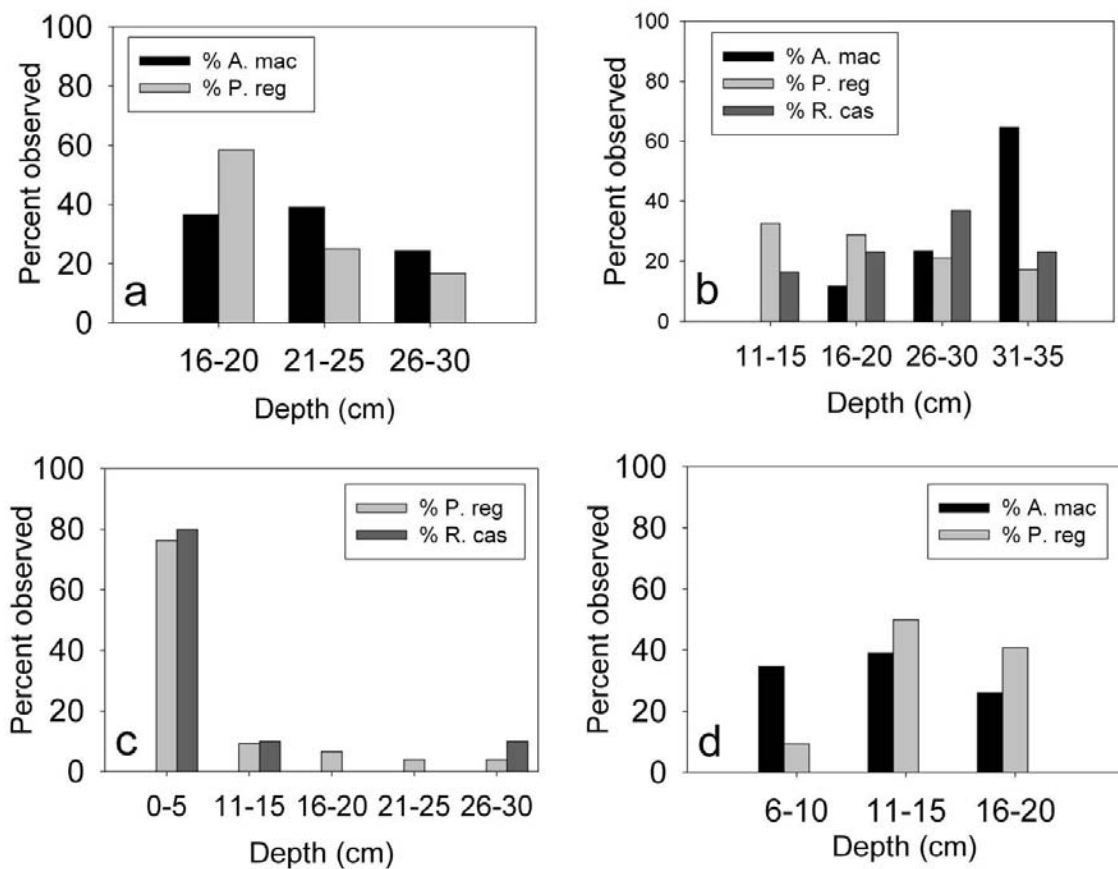 100
80
60
40
20
0
Percent observed
% A. mac
% P. reg
a
16-20 21-25 26-30
Depth (cm)
100
80
60
40
20
0
Percent observed
% A. mac
% P. reg
% R. cas
b
11-15 16-20 26-30 31-35
Depth (cm)
100
80
60
40
20
0
Percent observed
% P. reg
% R. cas
c
0-5 11-15 16-20 21-25 26-30
Depth (cm)
100
80
60
40
20
0
Percent observed
% A. mac
% P. reg
d
6-10 11-15 16-20
Depth (cm)